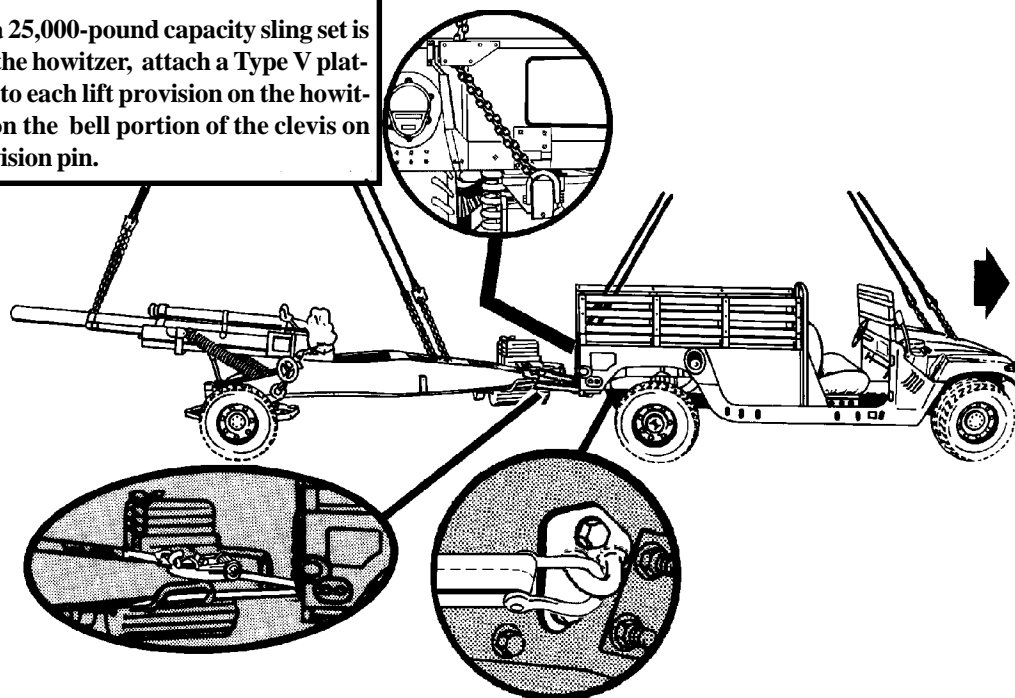 a 25,000-pound capacity sling set is
the howitzer, attach a Type V plat-
to each lift provision on the howit-
on the bell portion of the clevis on
vision pin.